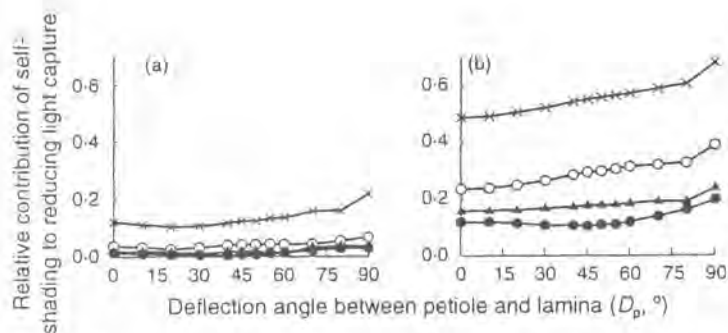 Relative contribution of self-
shading to reducing light capture
(a)
0·6
0·4
0·2
0·0
0 15 30 45 60 75 90
(b)
0·6
0·4
0·2
0·0
0 15 30 45 60 75 90
Deflection angle between petiole and lamina (Dp, °)